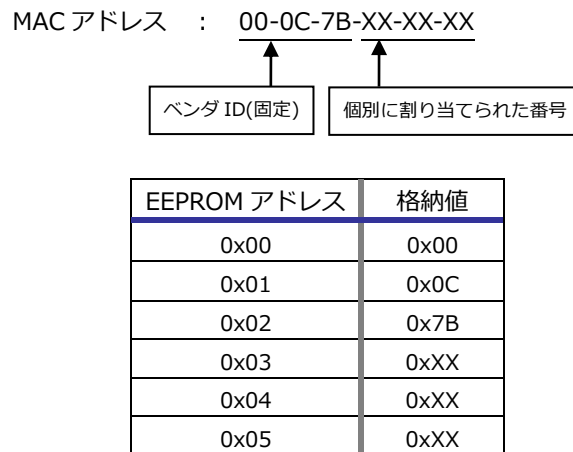 MAC アドレス : 00-0C-7B-XX-XX-XX
ベンダ ID(固定) 個別に割り当てられた番号
EEPROM アドレス 格納値
0x00 0x00
0x01 0x0C
0x02 0x7B
0x03 0xXX
0x04 0xXX
0x05 0xXX